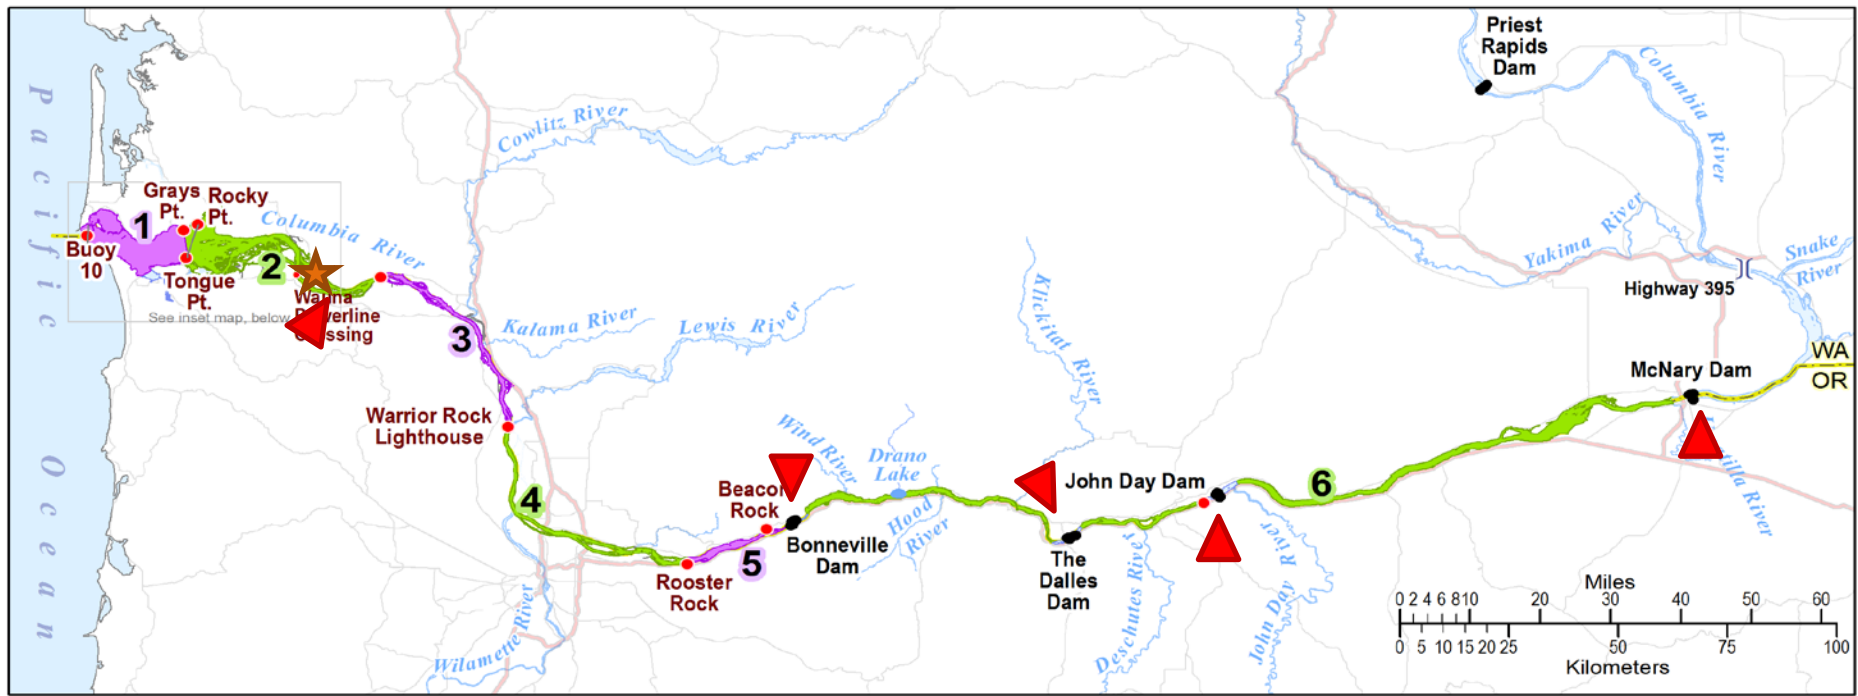 Priest
Rapids
Dam
Columbia River
Pacific Ocean
Cowlitz River
Grays
Pt.
Rocky
Pt.
1
Columbia River
Buoy
10
2
Tongue
Pt.
See inset map, below
Wauna
Powerline
Crossing
3
Kalama River
Lewis River
Klickitat River
Yakima River
Snake
River
Highway 395
WA
OR
McNary Dam
Warrior Rock
Lighthouse
Wind River
Drano
Lake
Hood
River
4
Beacon
Rock
John Day Dam
6
Umatilla River
Bonneville
Dam
5
Rooster
Rock
The
Dalles
Dam
Deschutes River
John Day River
Willamette River
Miles
0 2 4 6 8 10 20 30 40 50 60
0 5 10 15 20 25 50 75 100
Kilometers